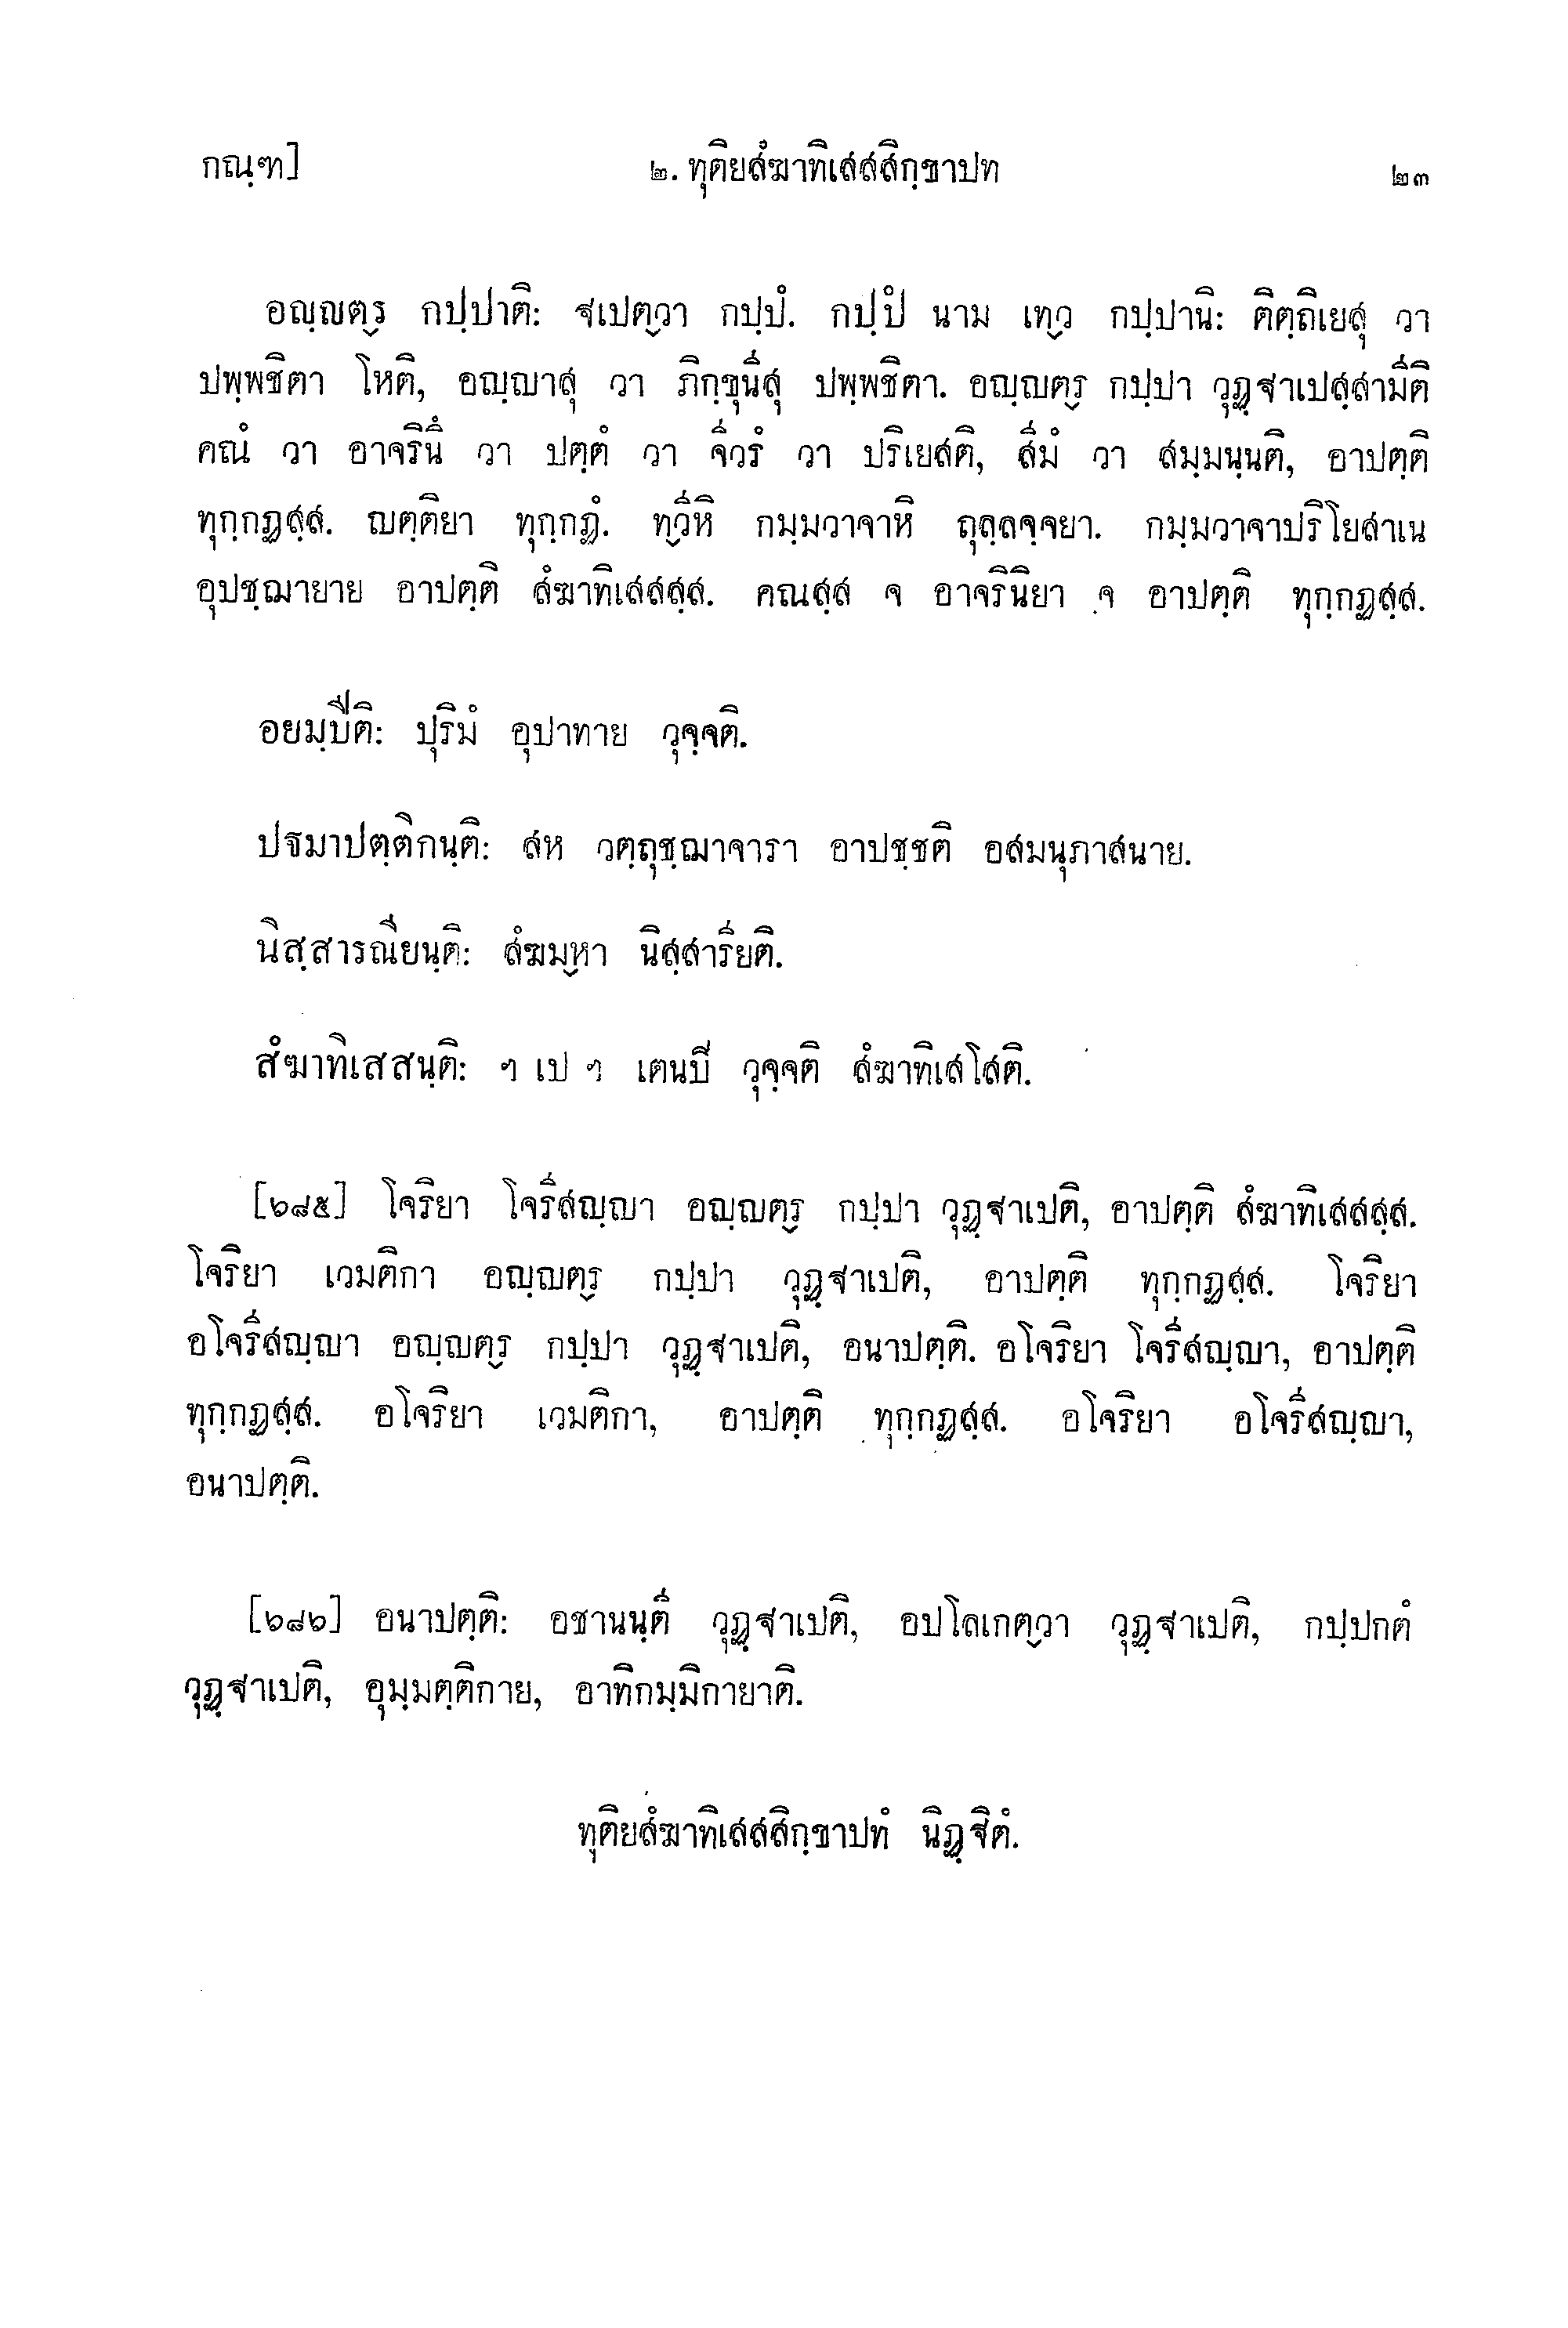 กณฺฑ]
๒. ทุติยสํฆาทิเสสสิกฺขาปท
๒๓
อญฺญตฺร กปฺปาติ: ฐเปตฺวา กปฺปํ. กปฺปํ นาม เทฺว กปฺปานิ: ติตฺถิเยสุ วา
ปพฺพชิตา โหติ, อญฺญาสุ วา ภิกฺขุนีสุ ปพฺพชิตา. อญฺญตฺร กปฺปา วุฏฺฐาเปสฺสามีติ
คณํ วา อาจรินึ วา ปตฺตํ วา จีวรํ วา ปริเยสติ, สีมํ วา สมฺมนฺนติ, อาปตฺติ
ทุกฺกฏสฺส. ญตฺติยา ทุกฺกฏํ. ทฺวีหิ กมฺมวาจาหิ ถุลฺลจฺจยา. กมฺมวาจาปริโยสาเน
อุปชฺฌายาย อาปตฺติ สํฆาทิเสสสฺส. คณสฺส จ อาจรินิยา จ อาปตฺติ ทุกฺกฏสฺส.
อยมฺปีติ: ปุริมํ อุปาทาย วุจฺจติ.
ปฐมาปตฺติกนฺติ: สห วตฺถุชฺฌาจารา อาปชฺชติ อสมนุภาสนาย.
นิสฺสารณียนฺติ: สํฆมฺหา นิสฺสารียติ.
สํฆาทิเสสนฺติ: ฯ เป ฯ เตนปิ วุจฺจติ สํฆาทิเสโสติ.
[๖๘๕] โจริยา โจรีสญฺญา อญฺญตฺร กปฺปา วุฏฺฐาเปติ, อาปตฺติ สํฆาทิเสสสฺส.
โจริยา เวมติกา อญฺญตฺร กปฺปา วุฏฺฐาเปติ, อาปตฺติ ทุกฺกฏสฺส. โจริยา
อโจรีสญฺญา อญฺญตฺร กปฺปา วุฏฺฐาเปติ, อนาปตฺติ. อโจริยา โจรีสญฺญา, อาปตฺติ
ทุกฺกฏสฺส. อโจริยา เวมติกา, อาปตฺติ ทุกฺกฏสฺส. อโจริยา อโจรีสญฺญา,
อนาปตฺติ.
[๖๘๖] อนาปตฺติ: อชานนฺตี วุฏฺฐาเปติ, อปโลเกตฺวา วุฏฺฐาเปติ, กปฺปกตํ
วุฏฺฐาเปติ, อุมฺมตฺติกาย, อาทิกมฺมิกายาติ.
ทุติยสํฆาทิเสสสิกฺขาปทํ นิฏฺฐิตํ.